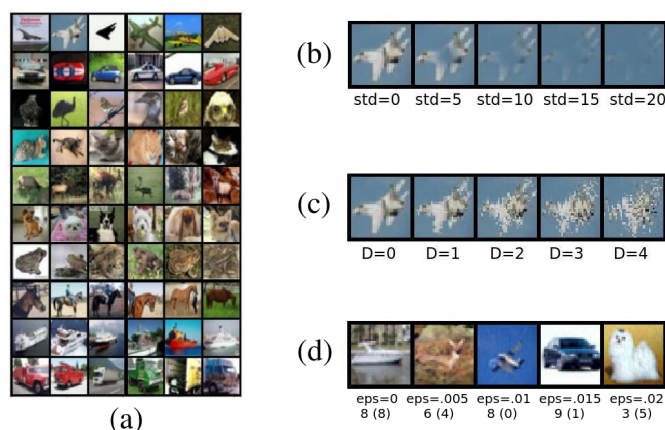 (a)
(b)
std=0 std=5 std=10 std=15 std=20
(c)
D=0 D=1 D=2 D=3 D=4
(d)
eps=0 eps=.005 eps=.01 eps=.015 eps=.02
8 (8) 6 (4) 8 (0) 9 (1) 3 (5)